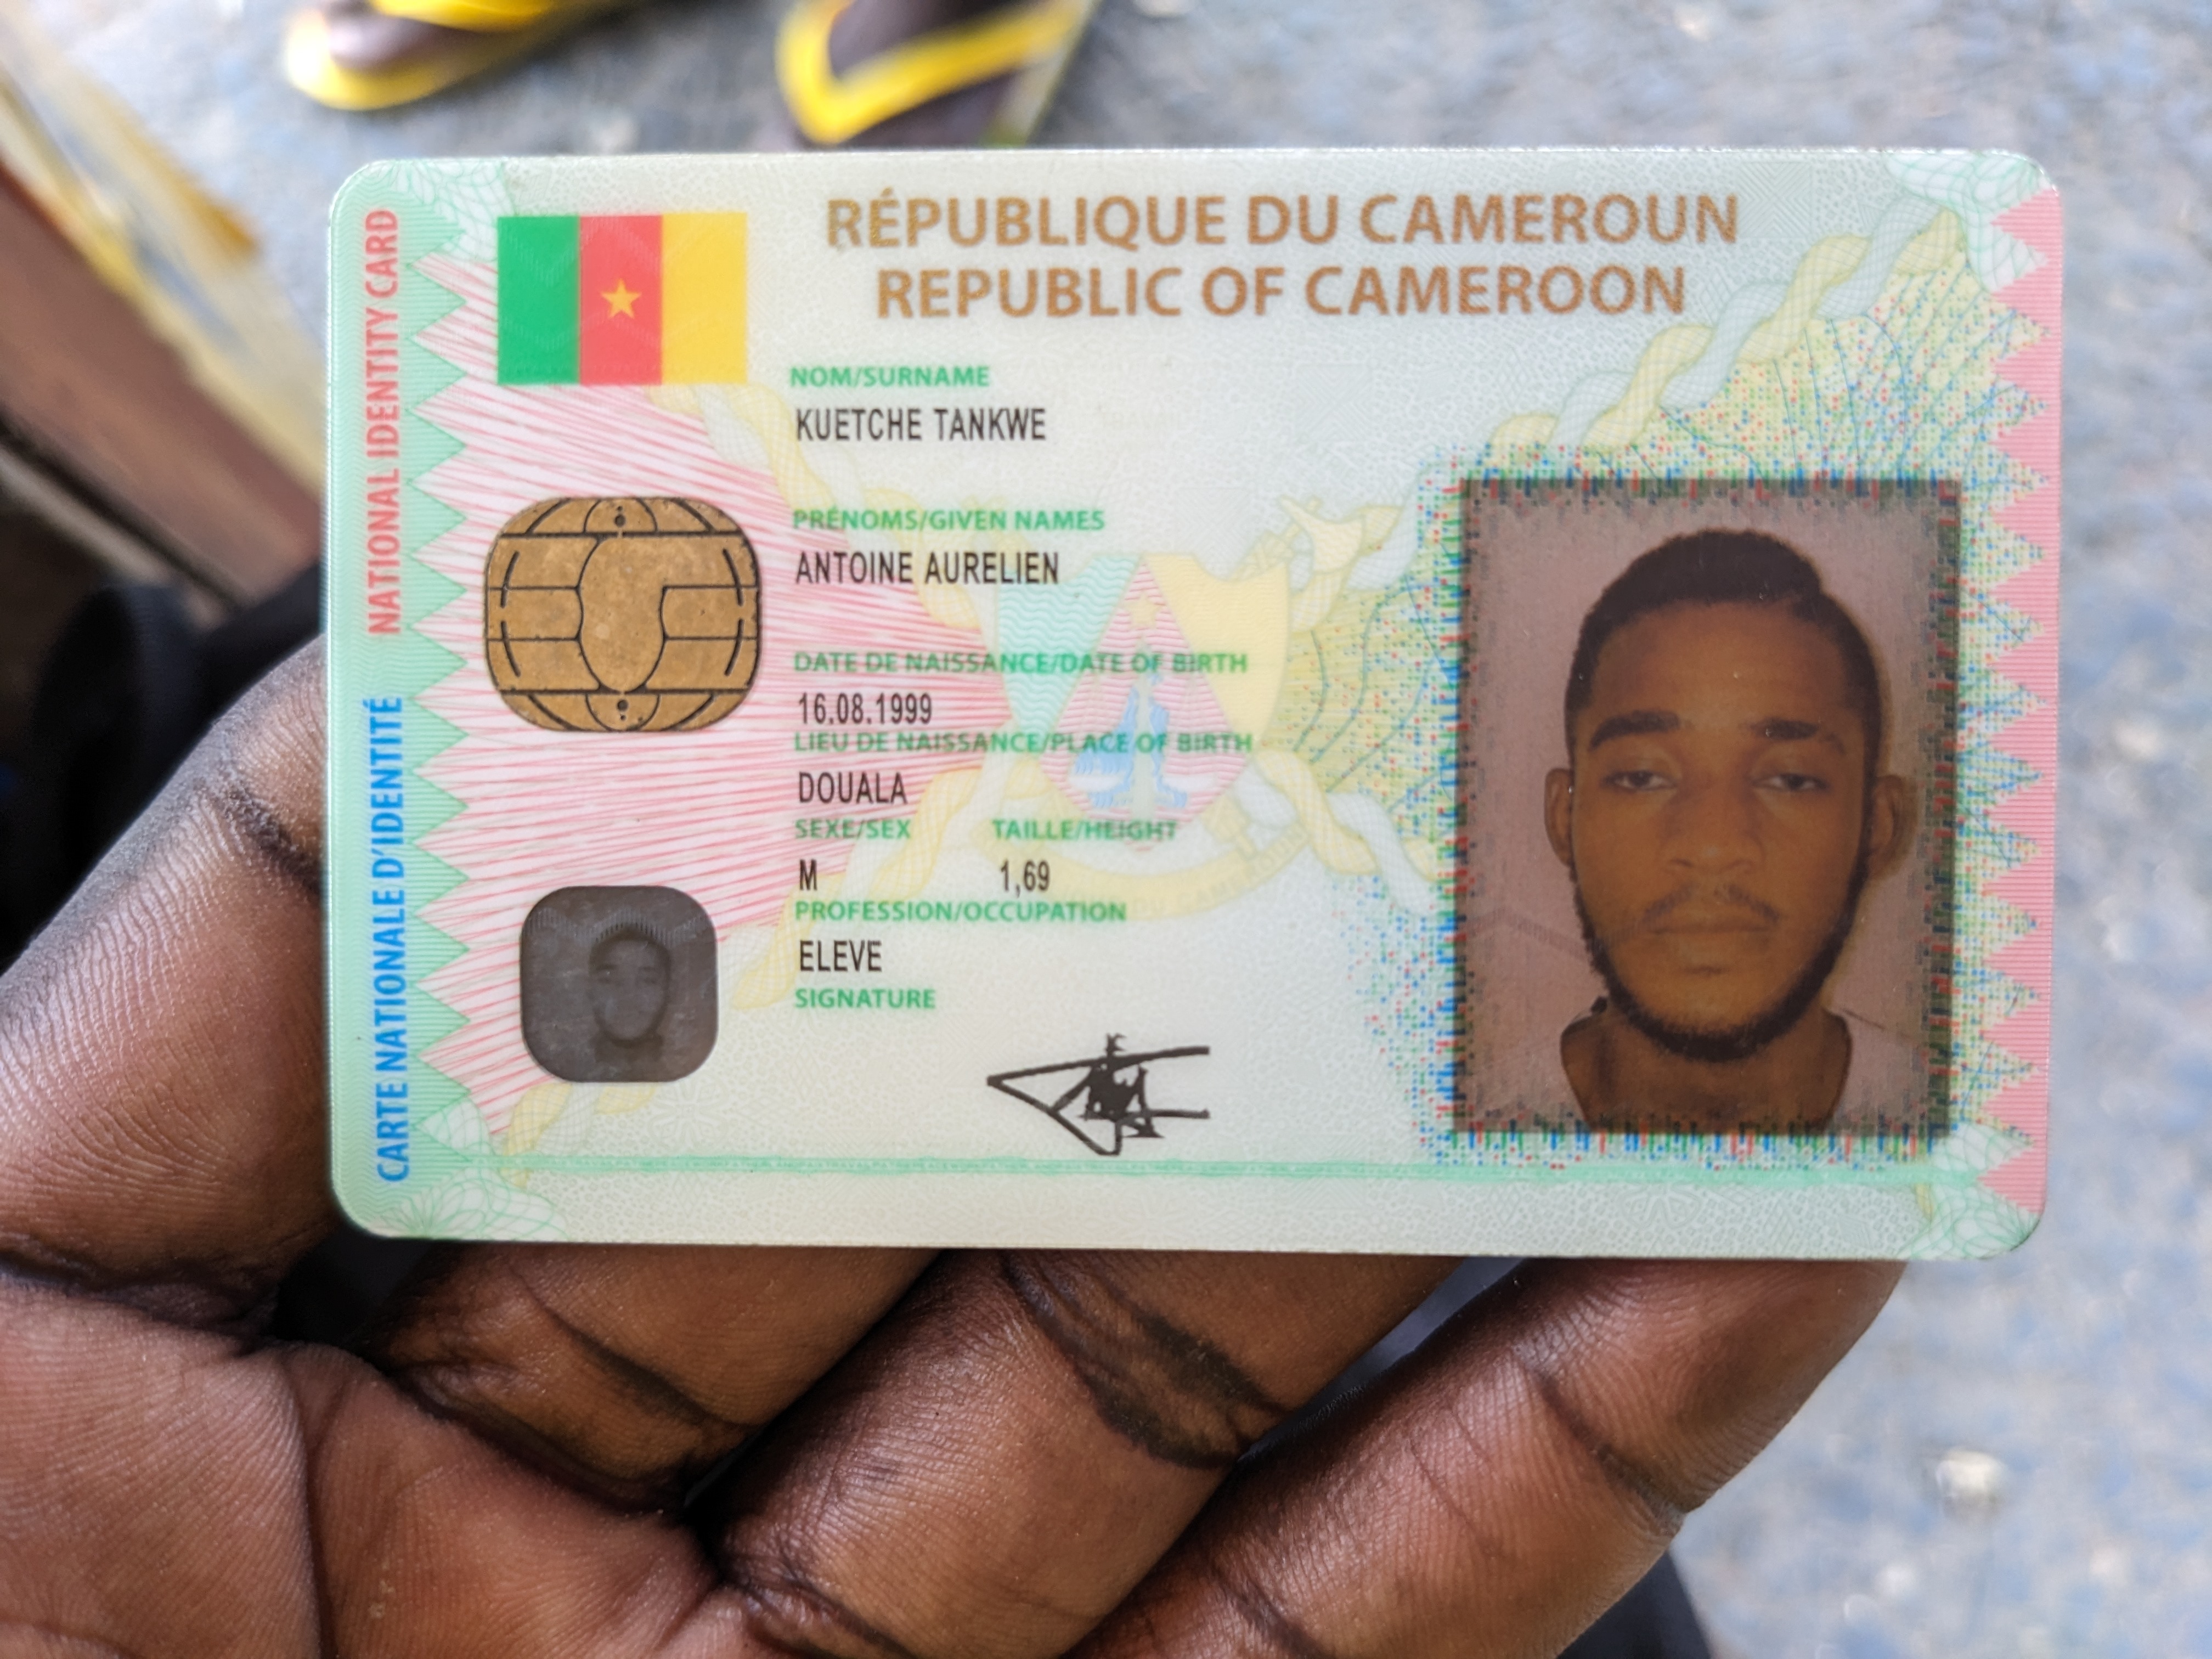 RÉPUBLIQUE DU CAMEROUN
REPUBLIC OF CAMEROON
CARTE NATIONALE D'IDENTITÉ NATIONAL IDENTITY CARD
NOM/SURNAME
KUETCHE TANKWE
PRÉNOMS/GIVEN NAMES
ANTOINE AURELIEN
DATE DE NAISSANCE/DATE OF BIRTH
16.08.1999
LIEU DE NAISSANCE/PLACE OF BIRTH
DOUALA
SEXE/SEX TAILLE/HEIGHT
M 1,69
PROFESSION/OCCUPATION
ELEVE
SIGNATURE